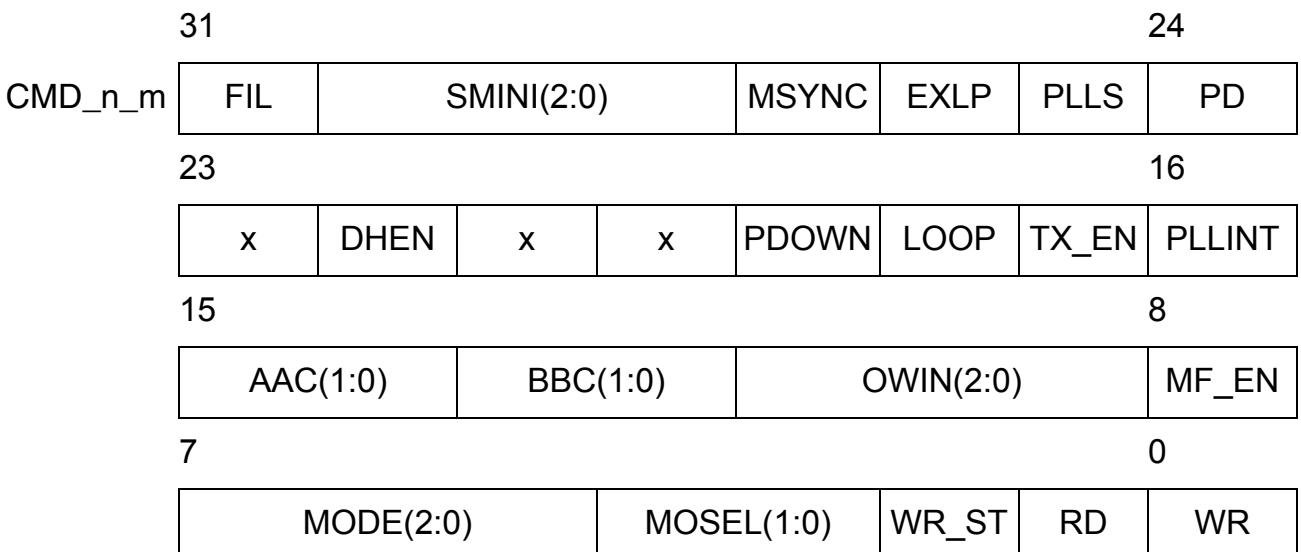 31 24
CMD_n_m FIL SMINI(2:0) MSYNC EXLP PLLS PD
23 16
x DHEN x x PDOWN LOOP TX_EN PLLINT
15 8
AAC(1:0) BBC(1:0) OWIN(2:0) MF_EN
7 0
MODE(2:0) MOSEL(1:0) WR_ST RD WR